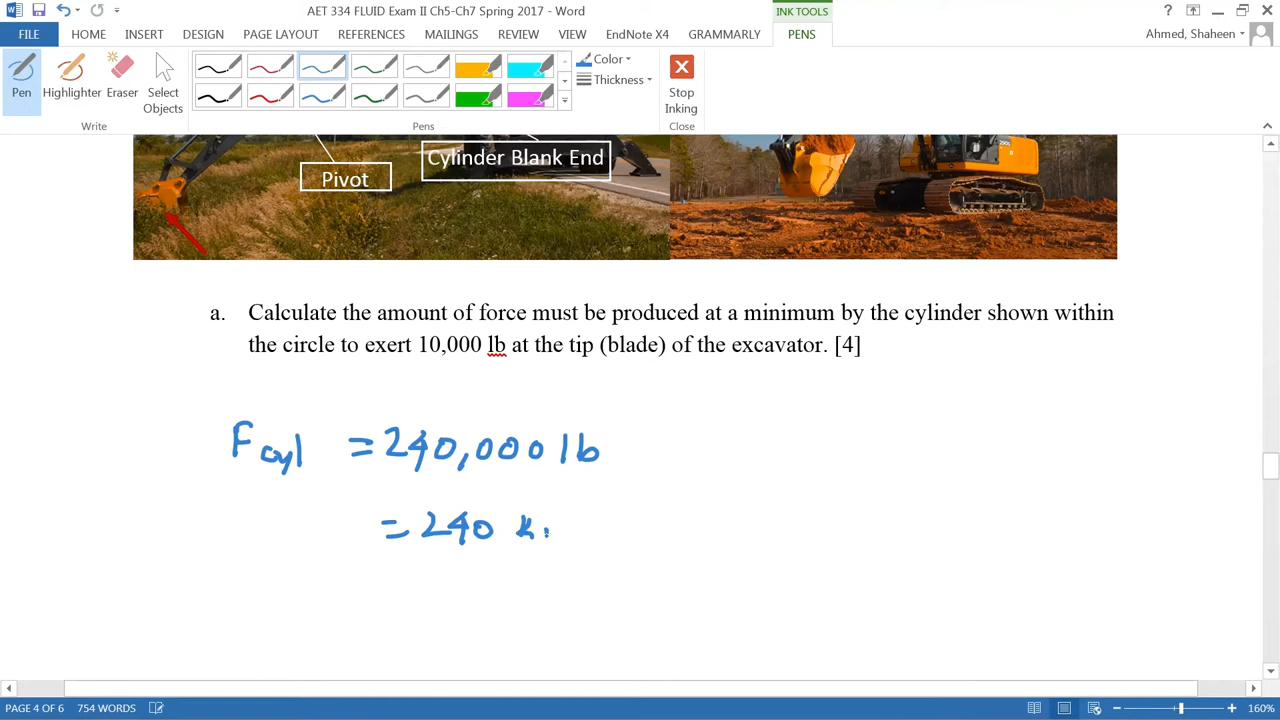 AET 334 FLUID Exam II Ch5-Ch7 Spring 2017 - Word
INK TOOLS
FILE HOME INSERT DESIGN PAGE LAYOUT REFERENCES MAILINGS REVIEW VIEW EndNote X4 GRAMMARLY PENS
Ahmed, Shaheen
Pen Highlighter Eraser Select Objects
Color
Thickness
Stop Inking
Write Pens Close
Pivot
Cylinder Blank End
a. Calculate the amount of force must be produced at a minimum by the cylinder shown within
the circle to exert 10,000 lb at the tip (blade) of the excavator. [4]
Fcyl = 240,000 lb
= 240 ki
PAGE 4 OF 6 754 WORDS 160%